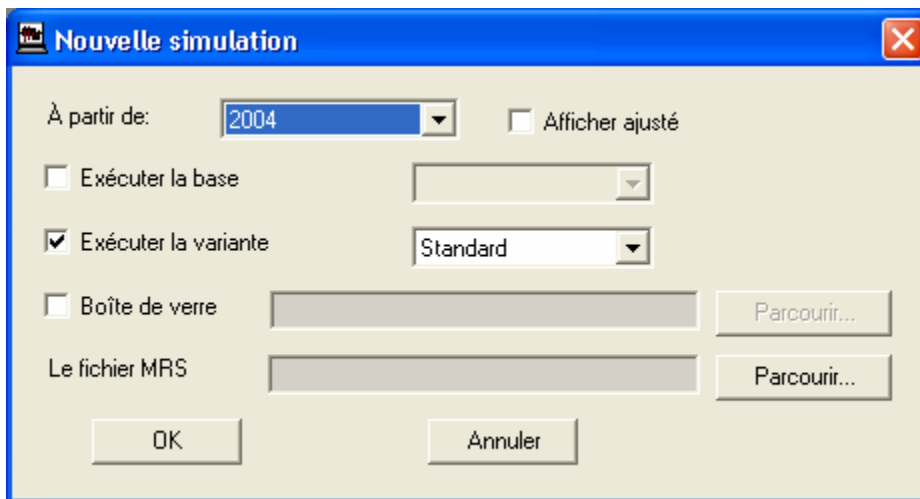 Nouvelle simulation
À partir de: 2004 Afficher ajusté
Exécuter la base
Exécuter la variante Standard
Boîte de verre Parcourir...
Le fichier MRS Parcourir...
OK Annuler